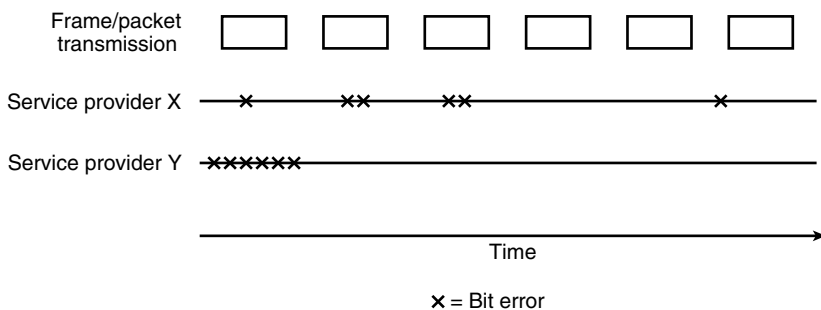 Frame/packet
transmission
Service provider X
Service provider Y
Time
× = Bit error